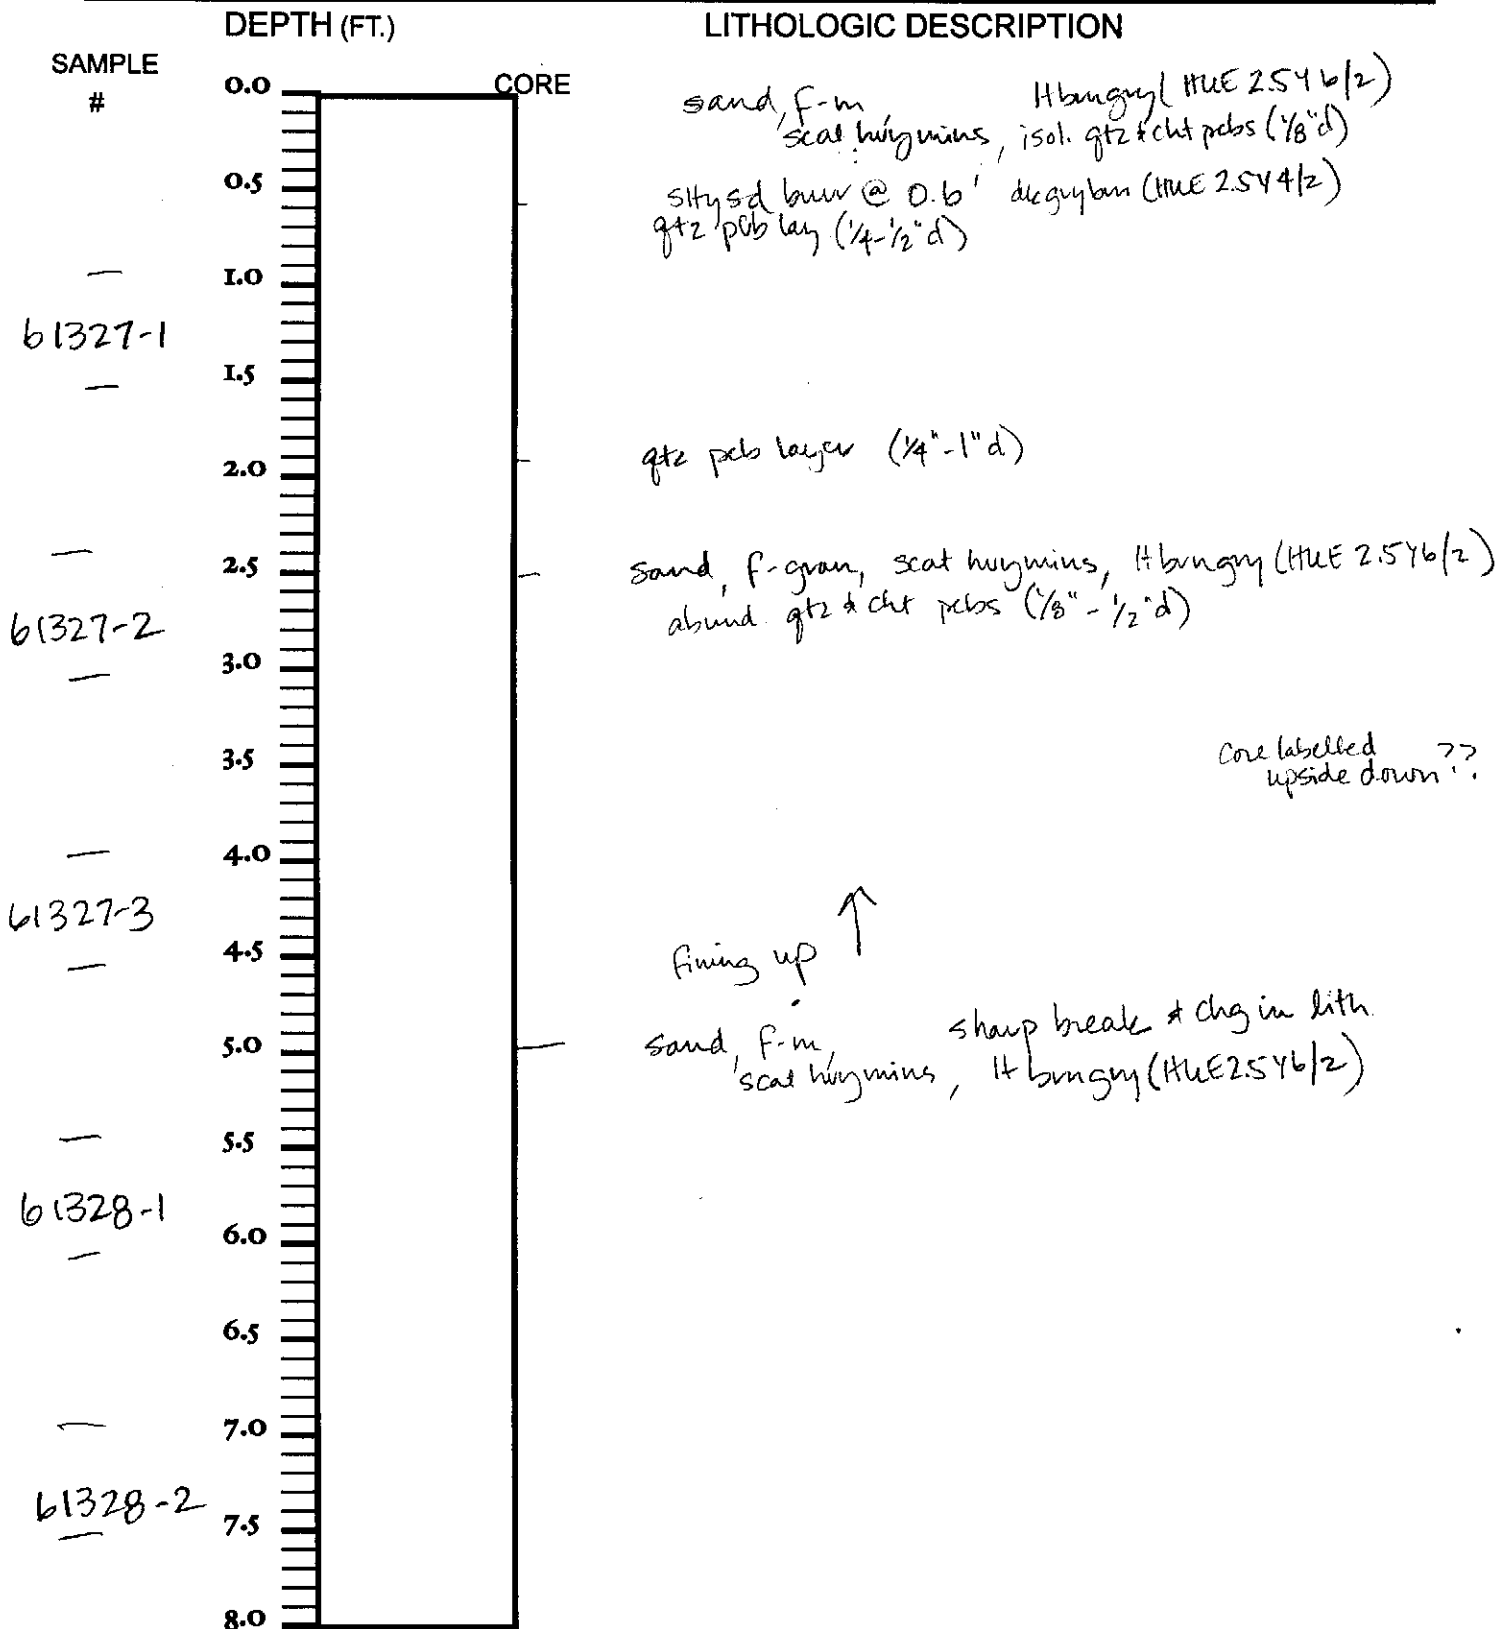 DEPTH (FT.) LITHOLOGIC DESCRIPTION
SAMPLE
#
CORE
0.0
sand, f-m, lt brngry (HUE 2.5Y 6/2)
scat hvymins, isol. qtz & cht pebs (1/8"d)
0.5
sltysd burr @ 0.6' dkgrybrn (HUE 2.5Y 4/2)
qtz peb lay (1/4-1/2"d)
1.0
61327-1
1.5
qtz peb layer (1/4"-1"d)
2.0
2.5
sand, f-gran, scat hvymins, lt brngry (HUE 2.5Y6/2)
abund. qtz & cht pebs (1/8"-1/2"d)
61327-2
3.0
3.5
Core labelled ??
upside down
4.0
61327-3
4.5
fining up ↑
sharp break & chg in lith.
5.0
sand, f-m,
scat hvymins, lt brngry (HUE2.5Y6/2)
5.5
61328-1
6.0
6.5
7.0
61328-2
7.5
8.0